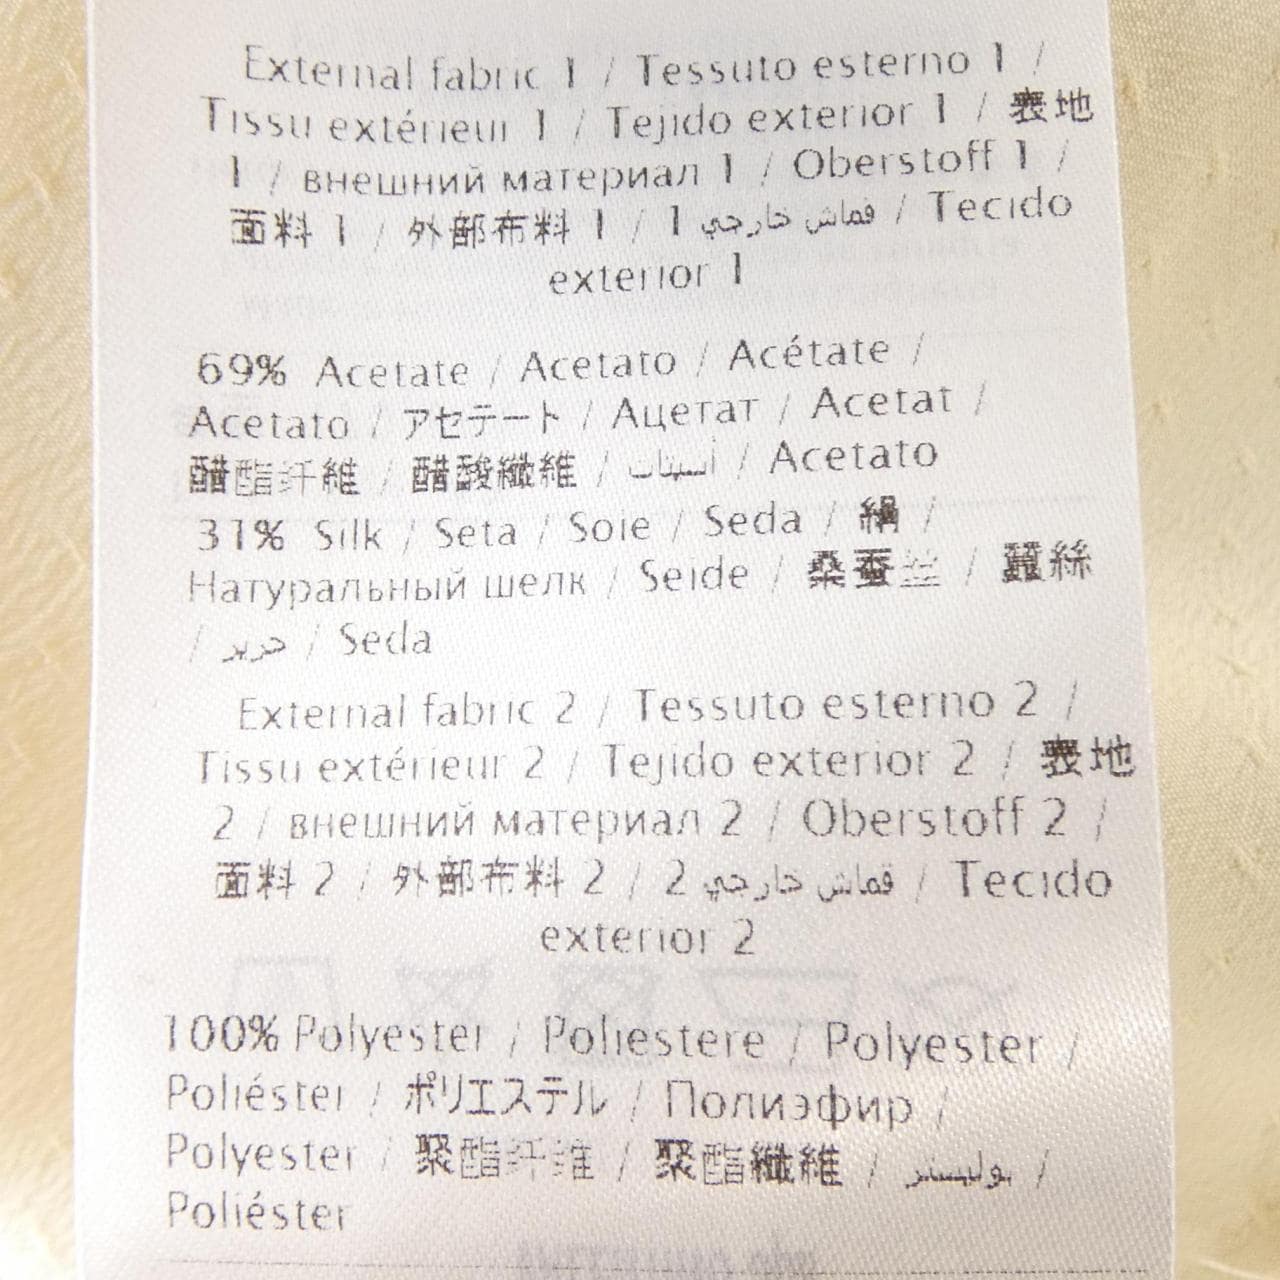 External fabric 1 / Tessuto esterno 1 /
Tissu extérieur 1 / Tejido exterior 1 / 表地
1 / внешний материал 1 / Oberstoff 1 /
面料 1 / 外部布料 1 / 1 قماش خارجي / Tecido
exterior 1
69% Acetate / Acetato / Acétate /
Acetato / アセテート / Ацетат / Acetat /
醋酯纤維 / 醋酸纖維 / أسيتات / Acetato
31% Silk / Seta / Soie / Seda / 絹 /
Натуральный шелк / Seide / 桑蚕丝 / 蠶絲
/ حرير / Seda
External fabric 2 / Tessuto esterno 2 /
Tissu extérieur 2 / Tejido exterior 2 / 表地
2 / внешний материал 2 / Oberstoff 2 /
面料 2 / 外部布料 2 / 2 قماش خارجي / Tecido
exterior 2
100% Polyester / Poliestere / Polyester /
Poliéster / ポリエステル / Полиэфир /
Polyester / 聚酯纤维 / 聚酯纖維 / بوليستر /
Poliéster